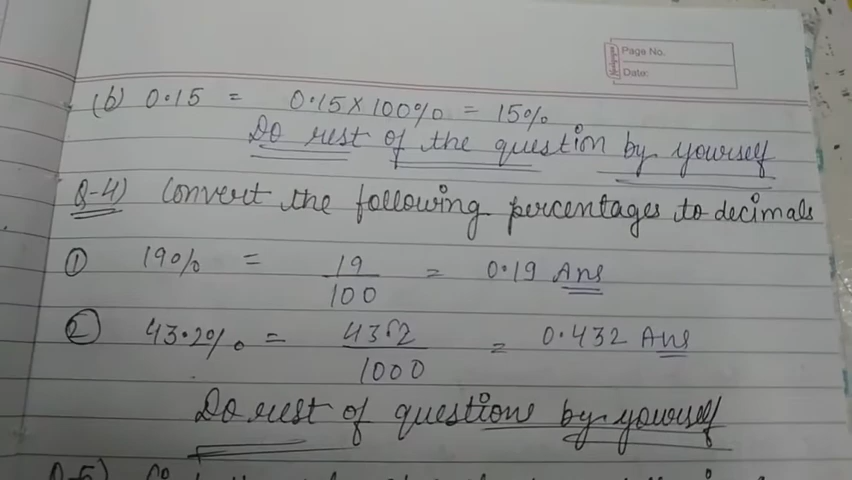 Page No.
Date:
(b) 0.15 = 0.15 × 100% = 15%
Do rest of the question by yourself
Q-4) Convert the following percentages to decimals
① 19% = 19/100 = 0.19 Ans
② 43.2% = 432/1000 = 0.432 Ans
Do rest of questions by yourself